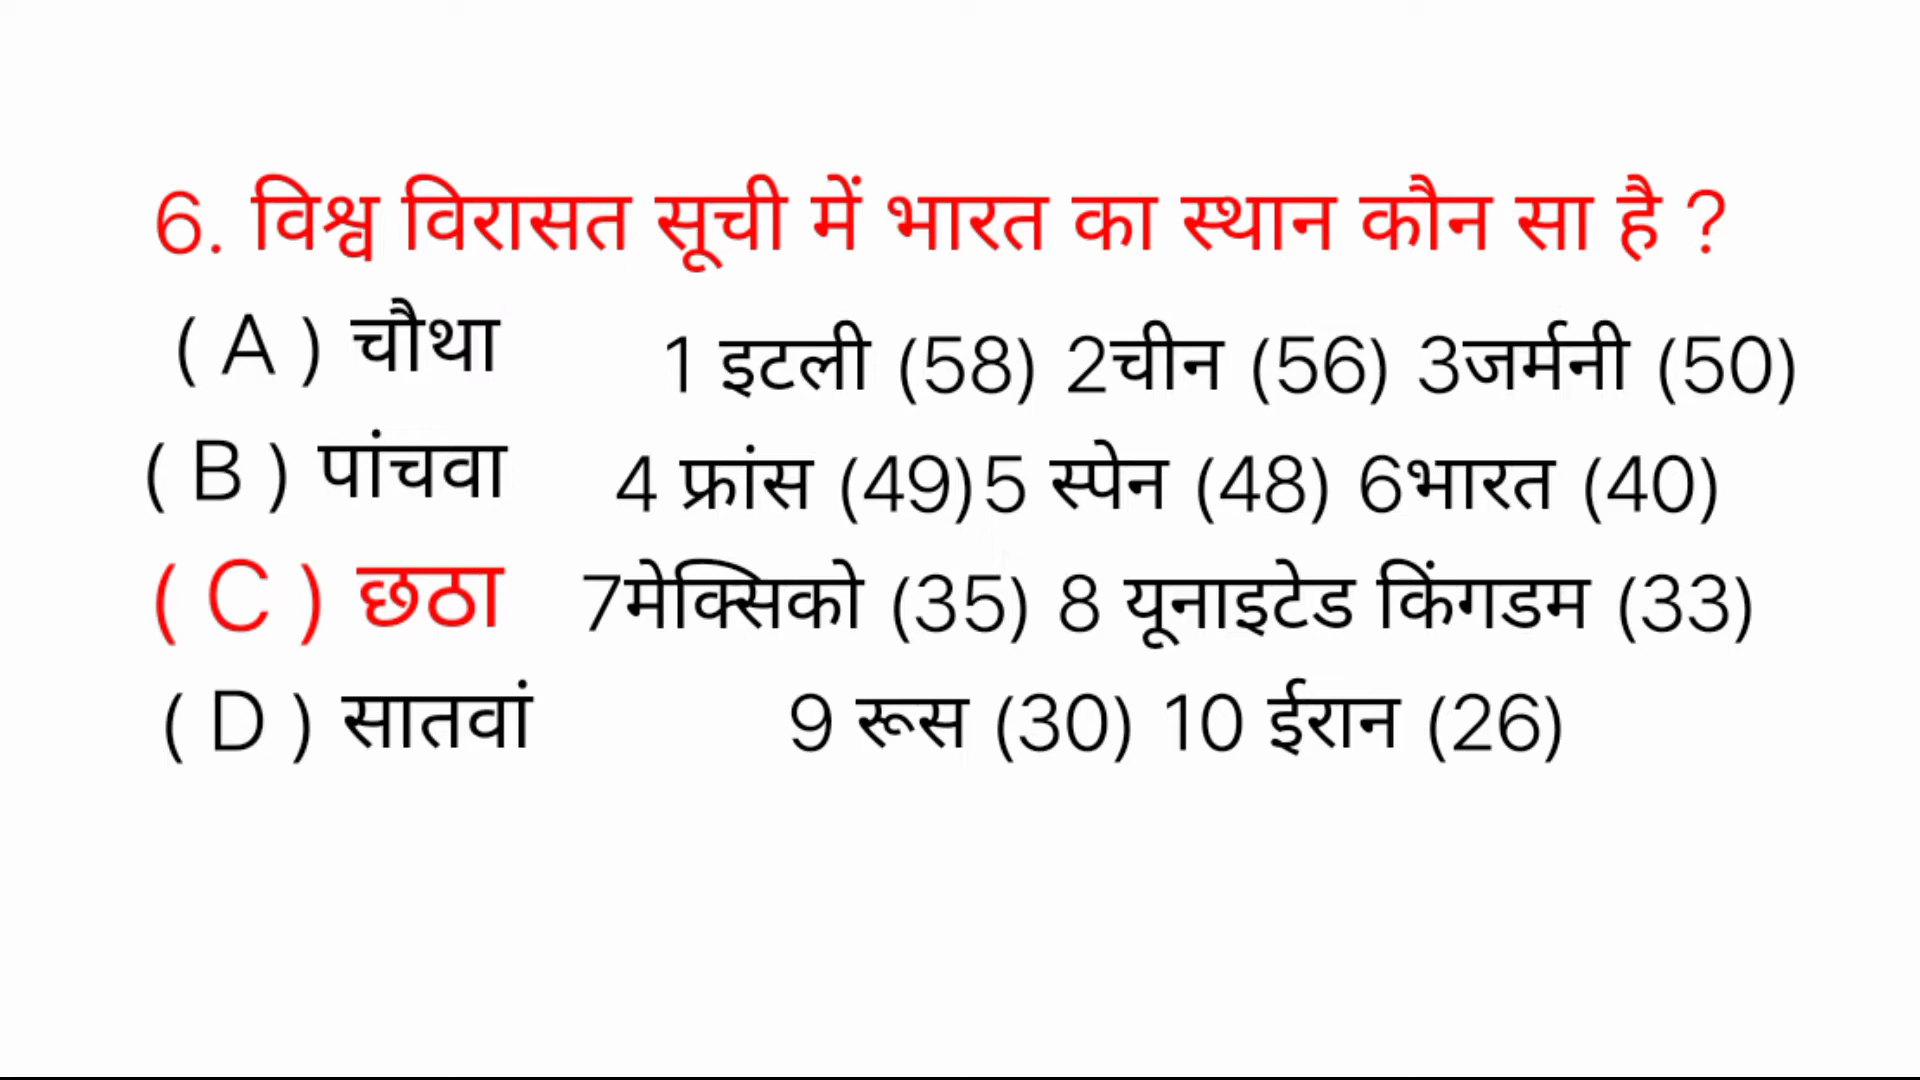 6. विश्व विरासत सूची में भारत का स्थान कौन सा है ?
( A ) चौथा
1 इटली (58) 2चीन (56) 3जर्मनी (50)
( B ) पांचवा
4 फ्रांस (49)5 स्पेन (48) 6भारत (40)
( C ) छठा
7मेक्सिको (35) 8 यूनाइटेड किंगडम (33)
( D ) सातवां
9 रूस (30) 10 ईरान (26)